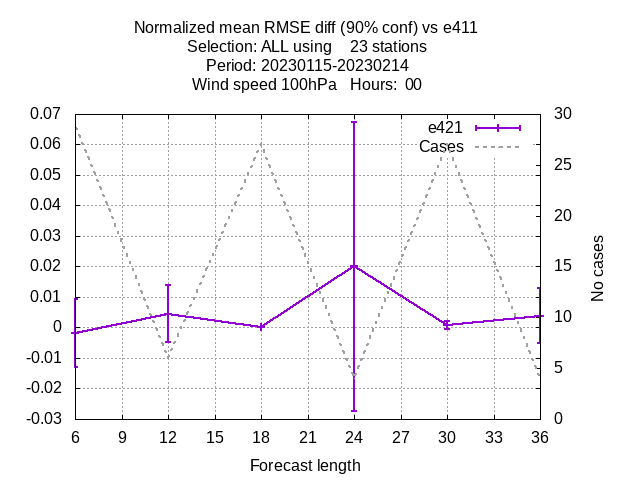 Normalized mean RMSE diff (90% conf) vs e411
Selection: ALL using    23 stations
Period: 20230115-20230214
Wind speed 100hPa   Hours:  00
0.07
0.06
0.05
0.04
0.03
0.02
0.01
0
-0.01
-0.02
-0.03
30
25
20
15
10
5
0
e421
Cases
No cases
6 9 12 15 18 21 24 27 30 33 36
Forecast length